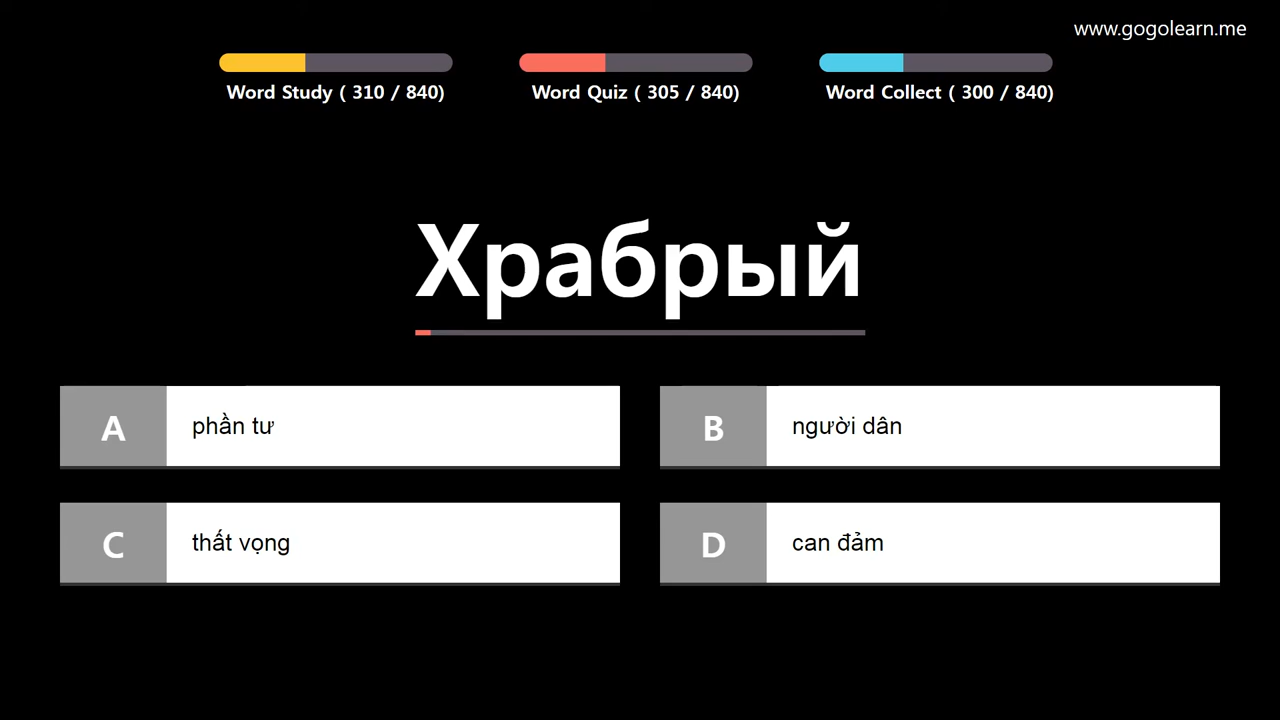 www.gogolearn.me
Word Study ( 310 / 840)
Word Quiz ( 305 / 840)
Word Collect ( 300 / 840)
Храбрый
A
phần tư
B
người dân
C
thất vọng
D
can đảm